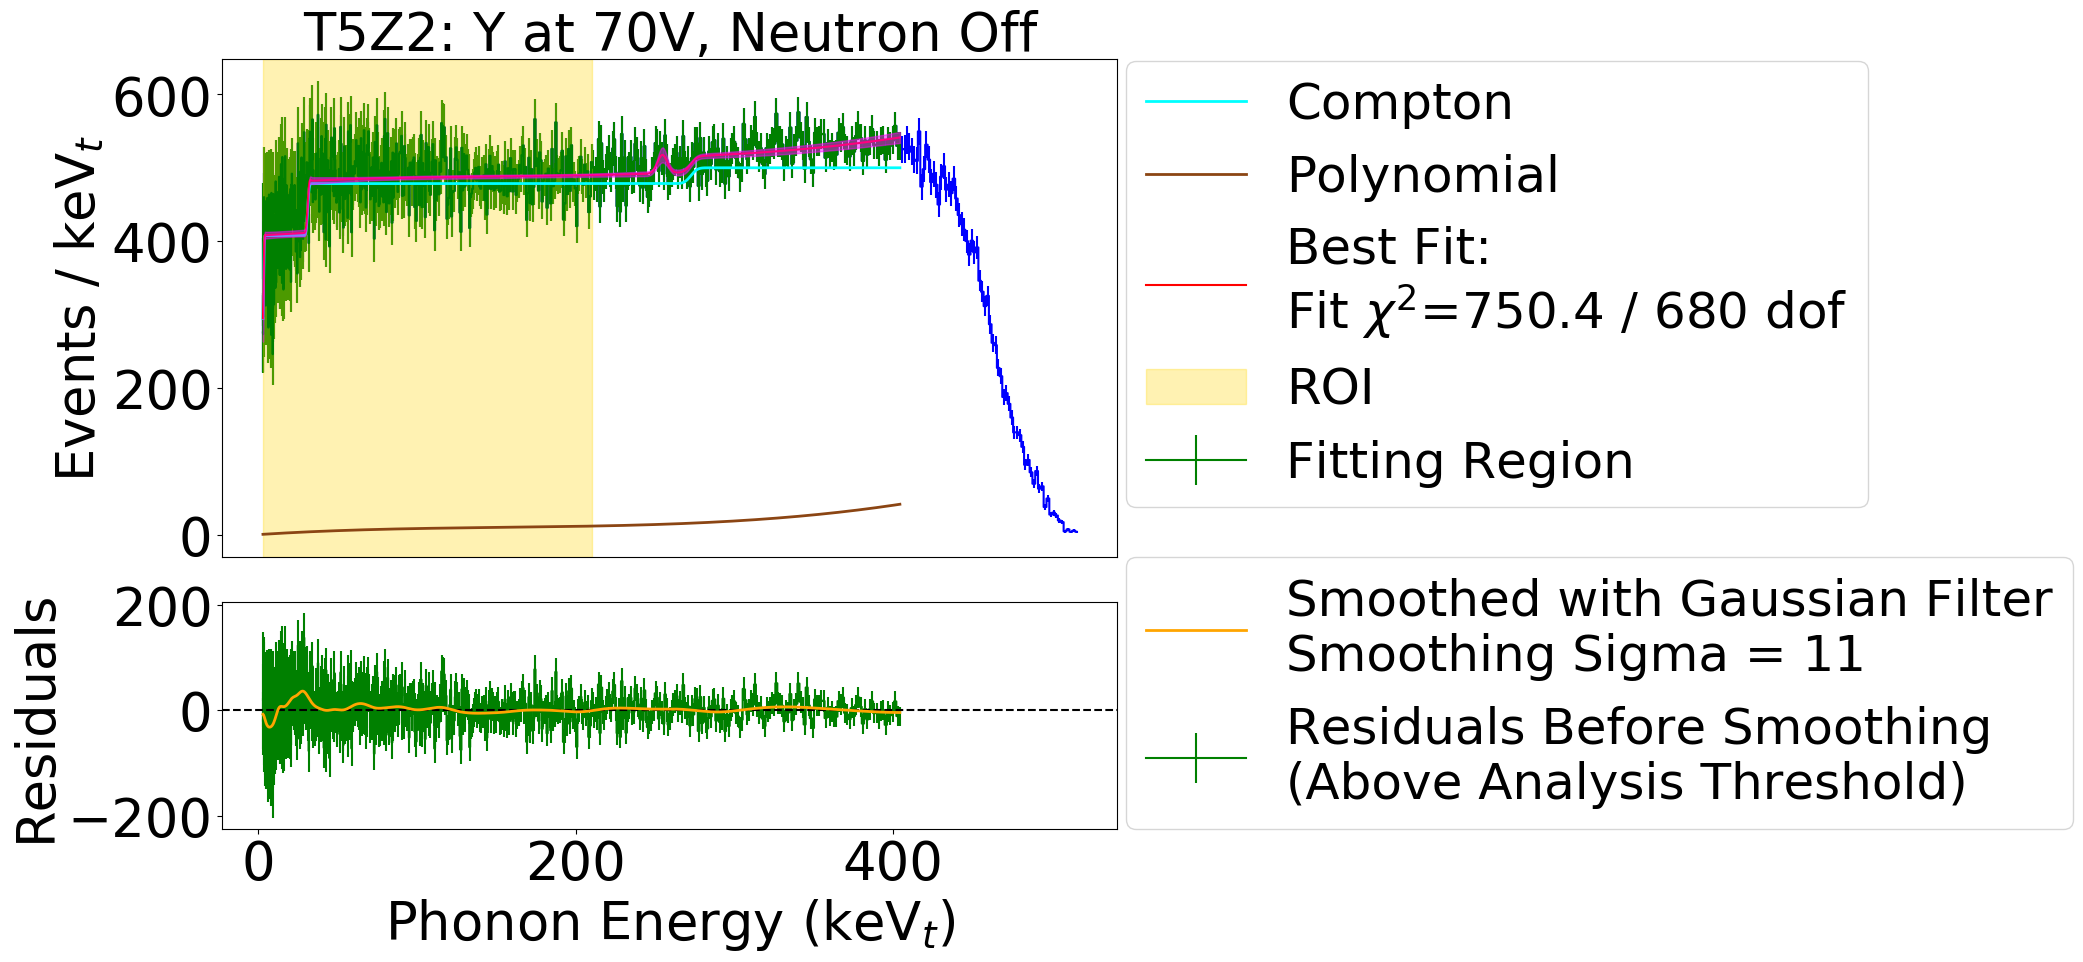 T5Z2: Y at 70V, Neutron Off
Events / keV$_t$
600
400
200
0
Compton
Polynomial
Best Fit:
Fit $\chi^2$=750.4 / 680 dof
ROI
Fitting Region
Residuals
200
0
−200
Smoothed with Gaussian Filter
Smoothing Sigma = 11
Residuals Before Smoothing
(Above Analysis Threshold)
0 200 400
Phonon Energy (keV$_t$)